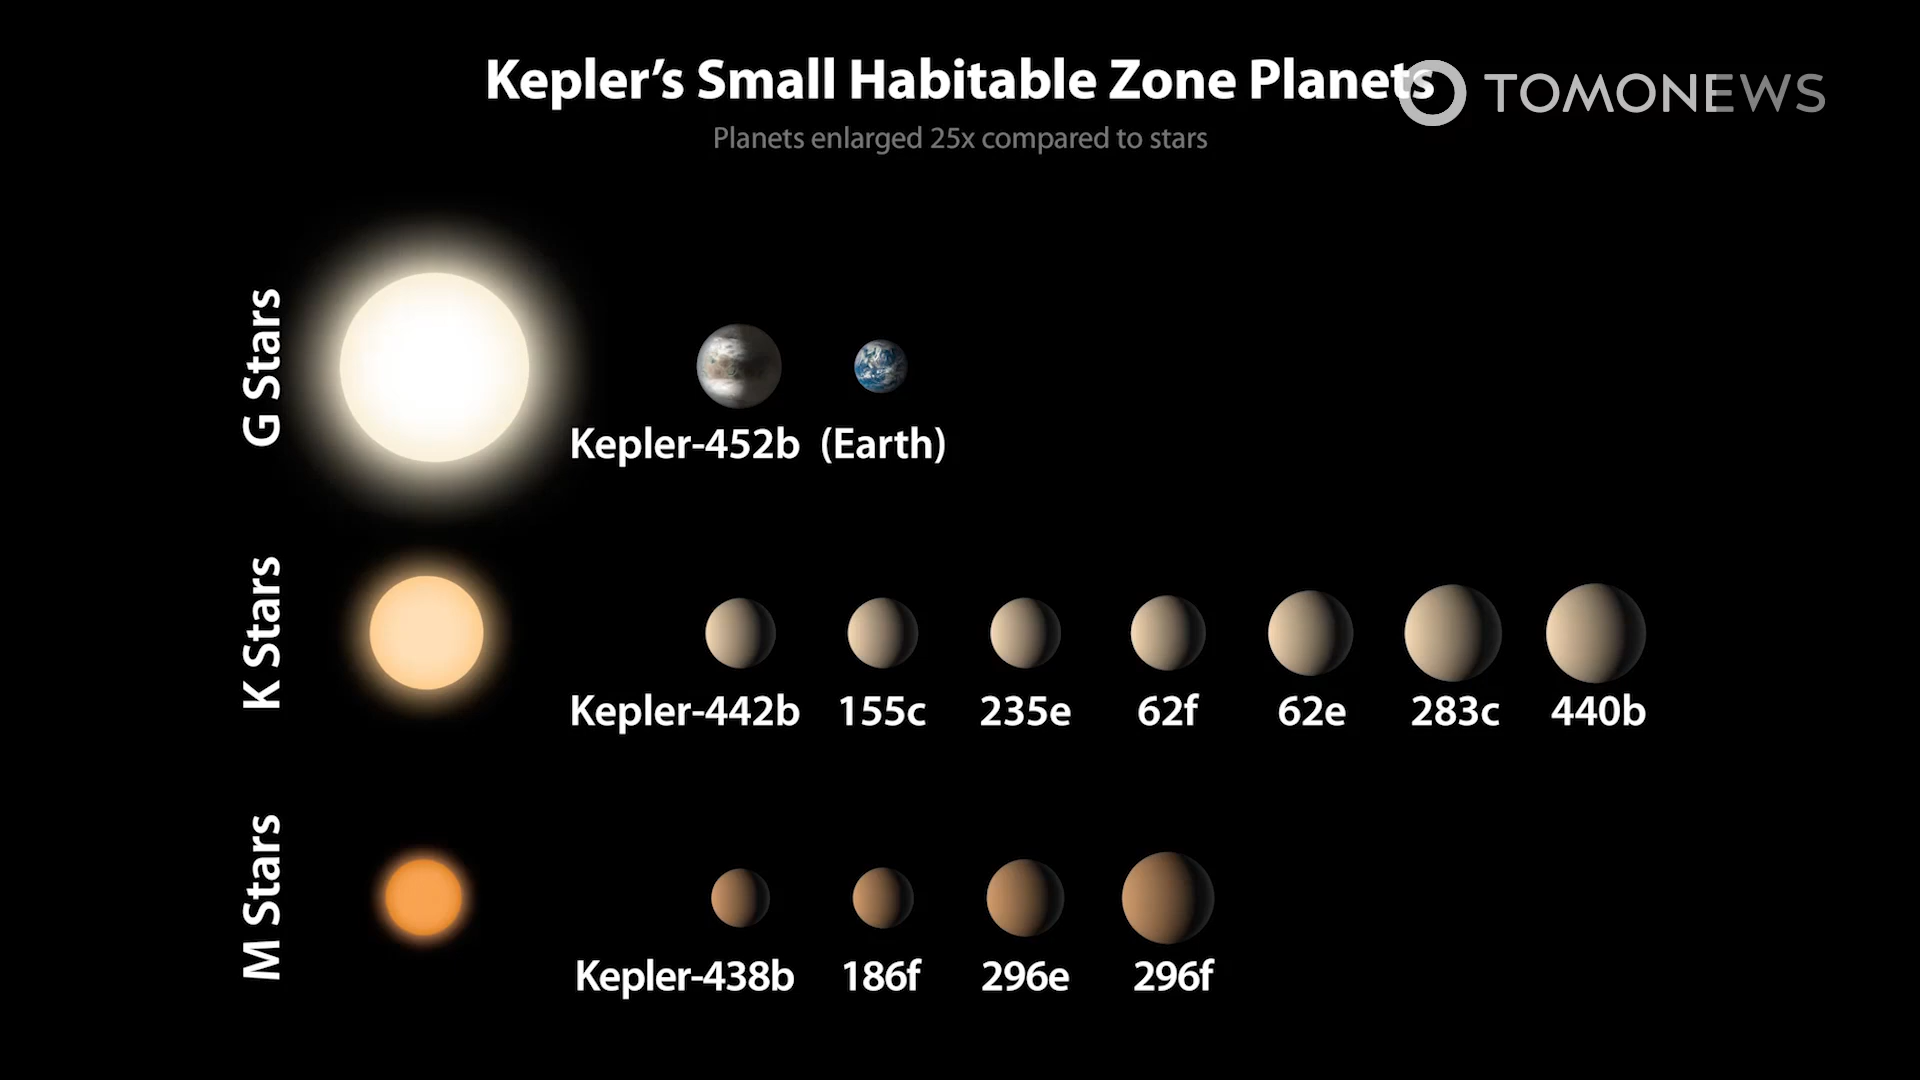 Kepler's Small Habitable Zone Planets
TOMONEWS
Planets enlarged 25x compared to stars
G Stars
Kepler-452b (Earth)
K Stars
Kepler-442b 155c 235e 62f 62e 283c 440b
M Stars
Kepler-438b 186f 296e 296f